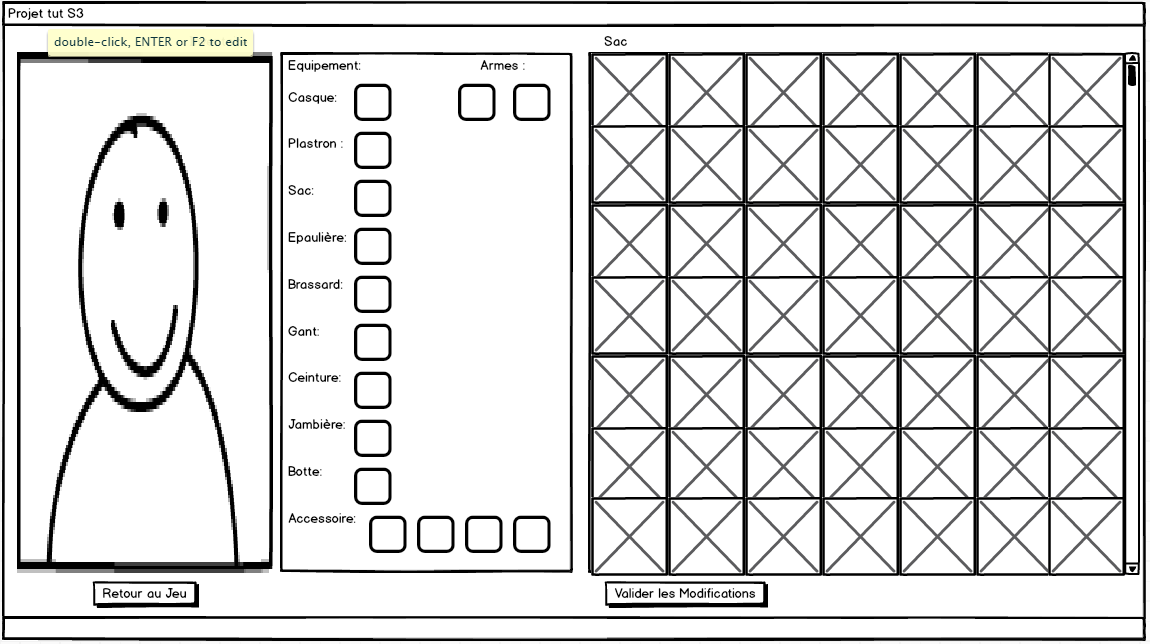 Projet tut S3
double-click, ENTER or F2 to edit
Sac
Equipement:
Armes :
Casque:
Plastron :
Sac:
Epaulière:
Brassard:
Gant:
Ceinture:
Jambière:
Botte:
Accessoire:
Retour au Jeu
Valider les Modifications